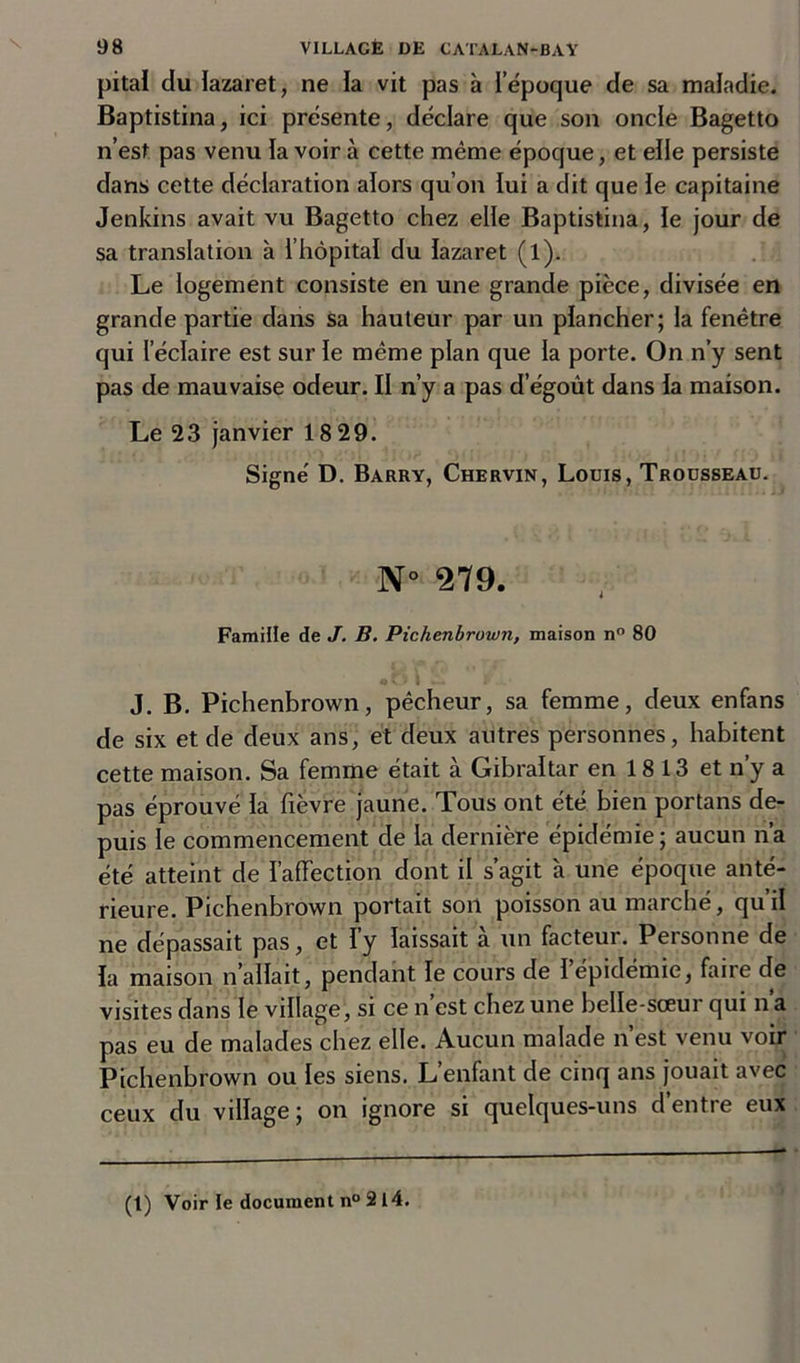 98 VILLAGE DE CATALAN-BAY
pital du lazaret, ne la vit pas à l'époque de sa maladie.
Baptistina, ici présente, déclare que son oncle Bagetto
n'est pas venu la voir à cette même époque, et elle persiste
dans cette déclaration alors qu'on lui a dit que le capitaine
Jenkins avait vu Bagetto chez elle Baptistina, le jour de
sa translation à l'hôpital du lazaret (1).
Le logement consiste en une grande pièce, divisée en
grande partie dans sa hauteur par un plancher; la fenêtre
qui l'éclaire est sur le même plan que la porte. On n'y sent
pas de mauvaise odeur. Il n'y a pas d'égoût dans la maison.
Le 23 janvier 1829.
Signé D. Barry, Chervin, Louis, Trousseau.
N° 279.
Famille de J. B. Pichenbrown, maison n° 80
J. B. Pichenbrown, pêcheur, sa femme, deux enfans
de six et de deux ans, et deux autres personnes, habitent
cette maison. Sa femme était à Gibraltar en 1813 et n'y a
pas éprouvé la fièvre jaune. Tous ont été bien portans de-
puis le commencement de la dernière épidémie; aucun n'a
été atteint de l'affection dont il s'agit à une époque anté-
rieure. Pichenbrown portait son poisson au marché, qu'il
ne dépassait pas, et l'y laissait à un facteur. Personne de
la maison n'allait, pendant le cours de l'épidémie, faire de
visites dans le village, si ce n'est chez une belle-sœur qui n'a
pas eu de malades chez elle. Aucun malade n'est venu voir
Pichenbrown ou les siens. L'enfant de cinq ans jouait avec
ceux du village; on ignore si quelques-uns d'entre eux
(1) Voir le document n° 214.